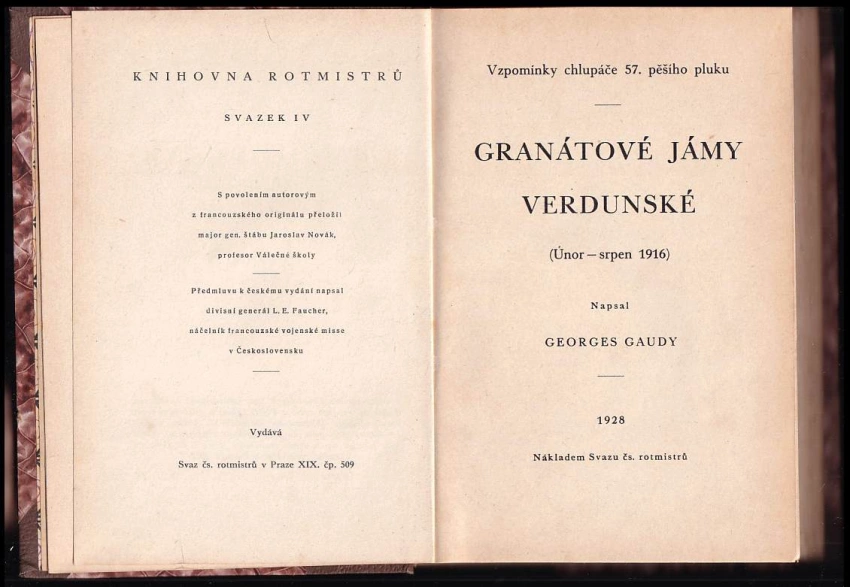 KNIHOVNA ROTMISTRŮ
SVAZEK IV
S povolením autorovým
z francouzského originálu přeložil
major gen. štábu Jaroslav Novák,
profesor Válečné školy
Předmluvu k českému vydání napsal
divisní generál L. E. Faucher,
náčelník francouzské vojenské misse
v Československu
Vydává
Svaz čs. rotmistrů v Praze XIX. čp. 509
Vzpomínky chlupáče 57. pěšího pluku
GRANÁTOVÉ JÁMY
VERDUNSKÉ
(Únor – srpen 1916)
Napsal
GEORGES GAUDY
1928
Nákladem Svazu čs. rotmistrů